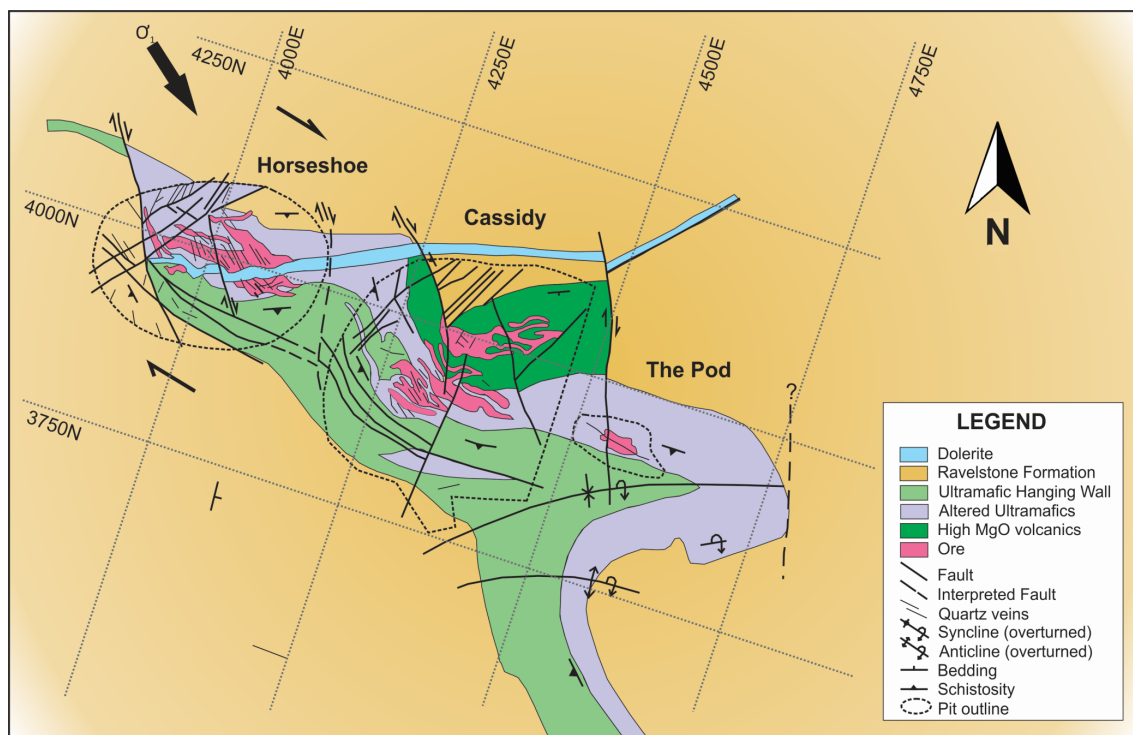 σ1
4250N
4000E
4250E
4500E
4750E
Horseshoe
Cassidy
4000N
N
The Pod
?
3750N
LEGEND
Dolerite
Ravelstone Formation
Ultramafic Hanging Wall
Altered Ultramafics
High MgO volcanics
Ore
Fault
Interpreted Fault
Quartz veins
Syncline (overturned)
Anticline (overturned)
Bedding
Schistosity
Pit outline